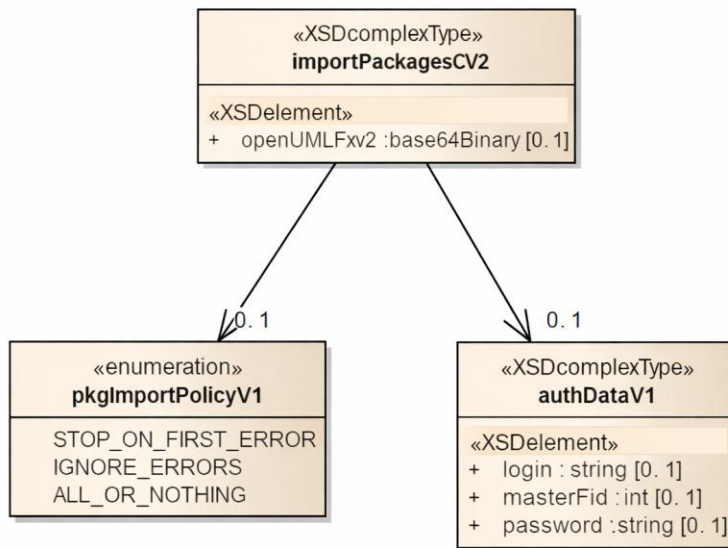 «XSDcomplexType»
importPackagesCV2
«XSDelement»
+ openUMLFxv2 :base64Binary [0. 1]
0. 1
0. 1
«enumeration»
pkgImportPolicyV1
STOP_ON_FIRST_ERROR
IGNORE_ERRORS
ALL_OR_NOTHING
«XSDcomplexType»
authDataV1
«XSDelement»
+ login : string [0. 1]
+ masterFid : int [0. 1]
+ password :string [0. 1]